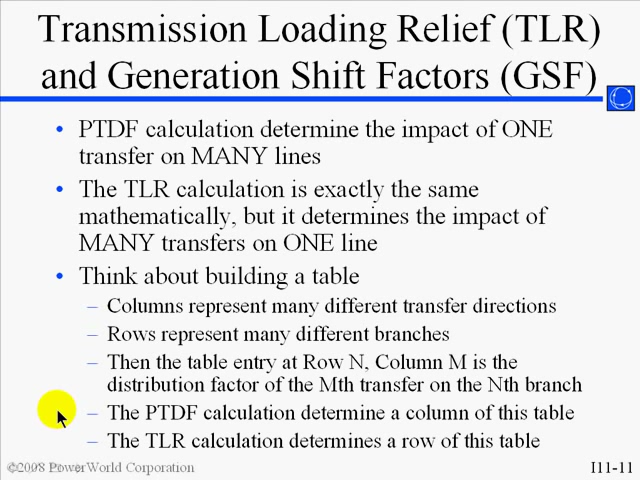 Transmission Loading Relief (TLR)
and Generation Shift Factors (GSF)
• PTDF calculation determine the impact of ONE
transfer on MANY lines
• The TLR calculation is exactly the same
mathematically, but it determines the impact of
MANY transfers on ONE line
• Think about building a table
– Columns represent many different transfer directions
– Rows represent many different branches
– Then the table entry at Row N, Column M is the
distribution factor of the Mth transfer on the Nth branch
– The PTDF calculation determine a column of this table
– The TLR calculation determines a row of this table
©2008 PowerWorld Corporation
I11-11